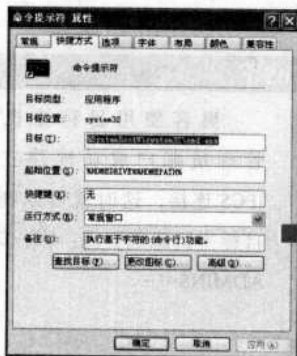 命令提示符 属性
常规 快捷方式 选项 字体 布局 颜色 兼容性
命令提示符
目标类型: 应用程序
目标位置: system32
目标(T): %SystemRoot%\system32\cmd.exe
起始位置(S): %HOMEDRIVE%%HOMEPATH%
快捷键(K): 无
运行方式(R): 常规窗口
备注(O): 执行基于字符的(命令行)功能。
查找目标(F)... 更改图标(C)... 高级(D)...
确定 取消 应用(A)